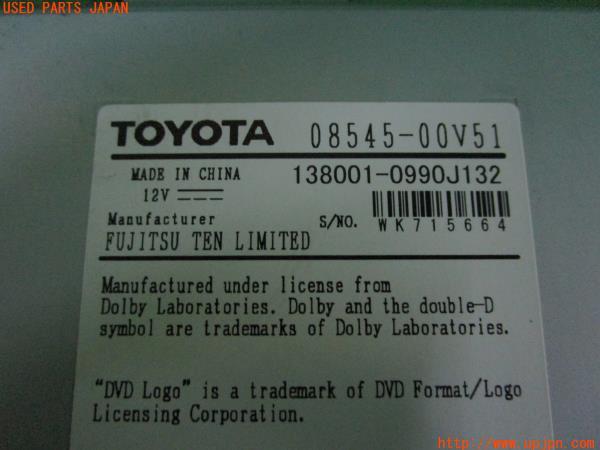 USED PARTS JAPAN
TOYOTA 08545-00V51
MADE IN CHINA 138001-0990J132
12V
Manufacturer S/NO. WK715664
FUJITSU TEN LIMITED
Manufactured under license from
Dolby Laboratories. Dolby and the double-D
symbol are trademarks of Dolby Laboratories.
“DVD Logo” is a trademark of DVD Format/Logo
Licensing Corporation.
http://www.upjpn.com/